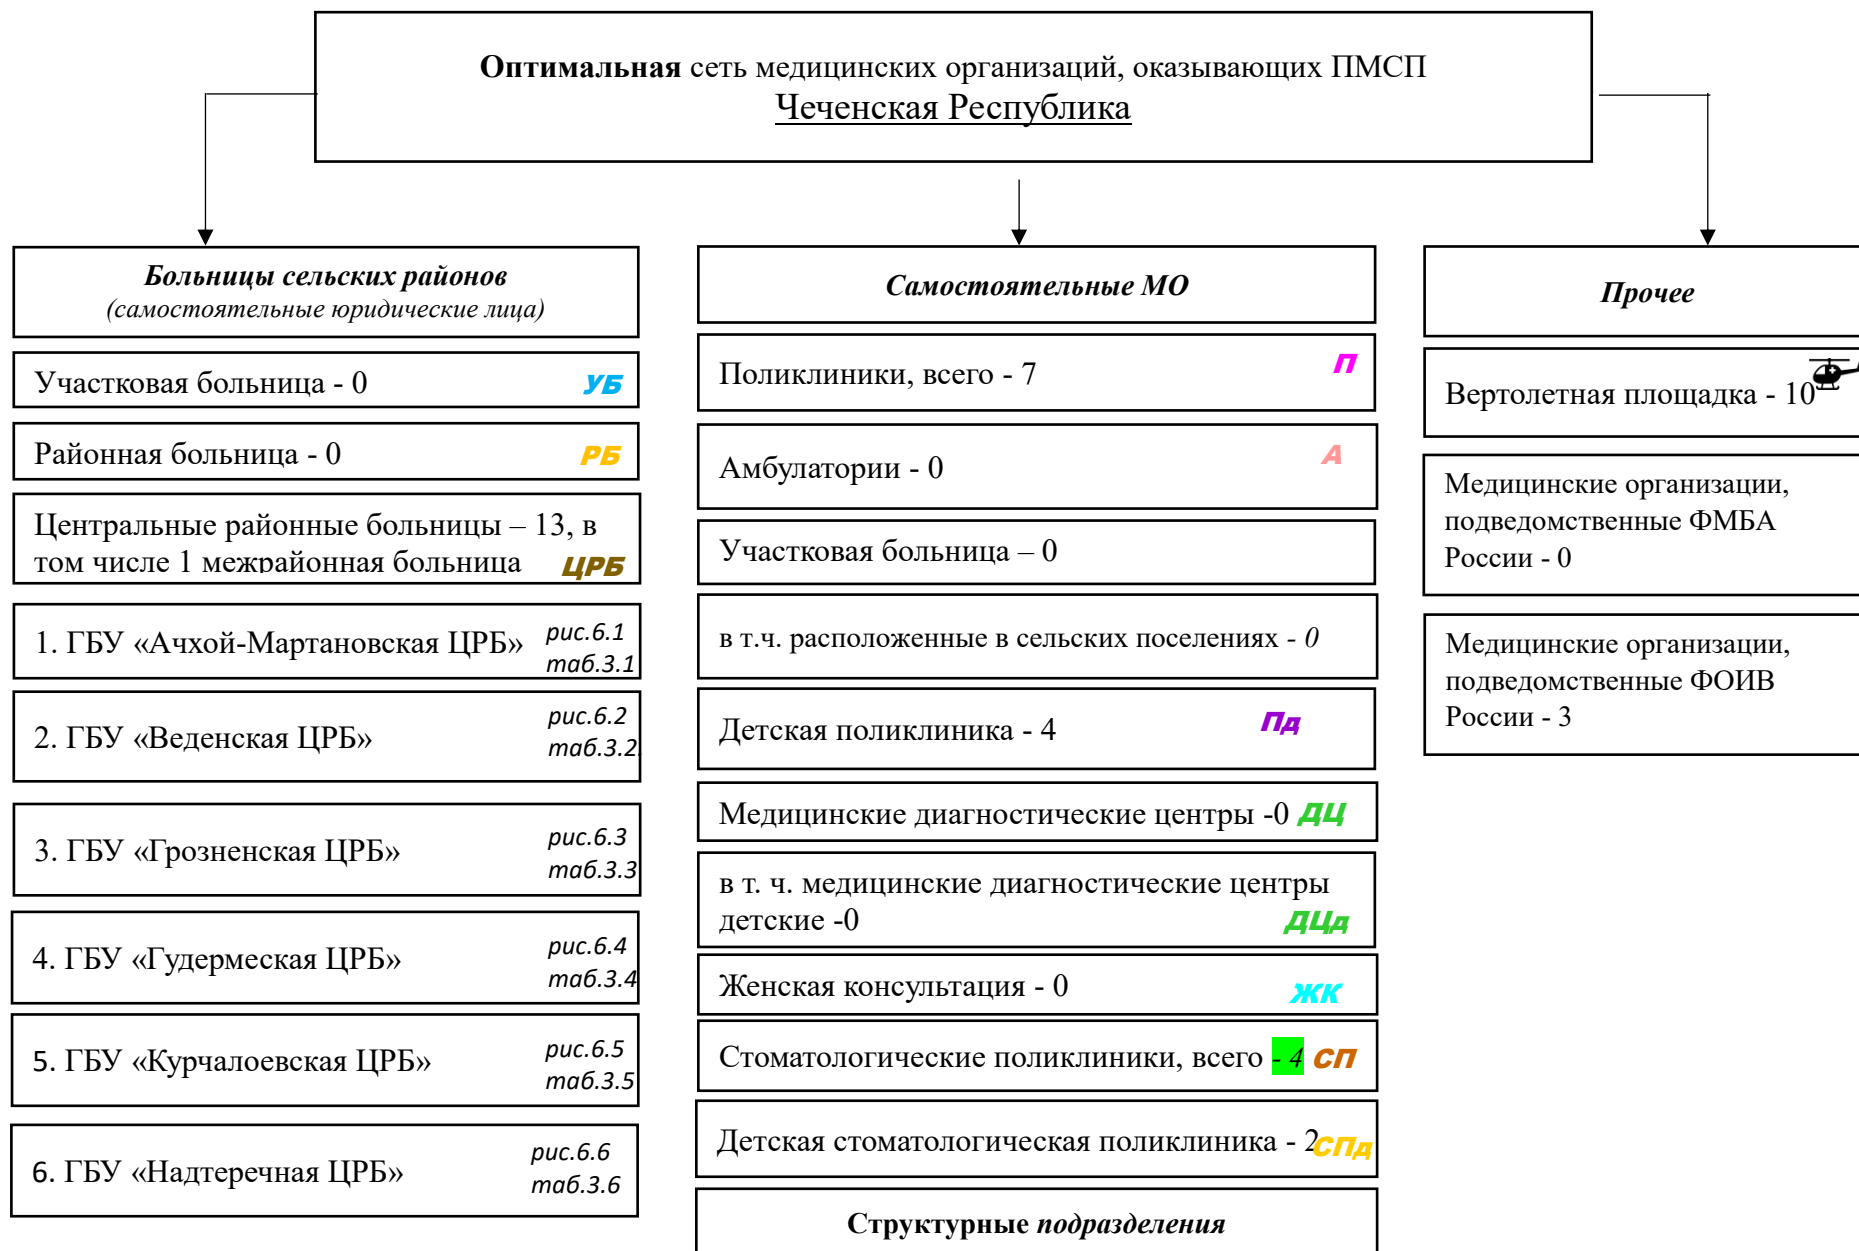 Оптимальная сеть медицинских организаций, оказывающих ПМСП
Чеченская Республика
Больницы сельских районов
(самостоятельные юридические лица)
Участковая больница - 0 УБ
Районная больница - 0 РБ
Центральные районные больницы – 13, в
том числе 1 межрайонная больница ЦРБ
1. ГБУ «Ачхой-Мартановская ЦРБ» рис.6.1
таб.3.1
2. ГБУ «Веденская ЦРБ» рис.6.2
таб.3.2.
3. ГБУ «Грозненская ЦРБ» рис.6.3
таб.3.3
4. ГБУ «Гудермеская ЦРБ» рис.6.4
таб.3.4
5. ГБУ «Курчалоевская ЦРБ» рис.6.5
таб.3.5
6. ГБУ «Надтеречная ЦРБ» рис.6.6
таб.3.6
Самостоятельные МО
Поликлиники, всего - 7 П
Амбулатории - 0 А
Участковая больница – 0
в т.ч. расположенные в сельских поселениях - 0
Детская поликлиника - 4 Пд
Медицинские диагностические центры -0 ДЦ
в т. ч. медицинские диагностические центры
детские -0 ДЦд
Женская консультация - 0 ЖК
Стоматологические поликлиники, всего - 4 СП
Детская стоматологическая поликлиника - 2 СПд
Структурные подразделения
Прочее
Вертолетная площадка - 10
Медицинские организации,
подведомственные ФМБА
России - 0
Медицинские организации,
подведомственные ФОИВ
России - 3